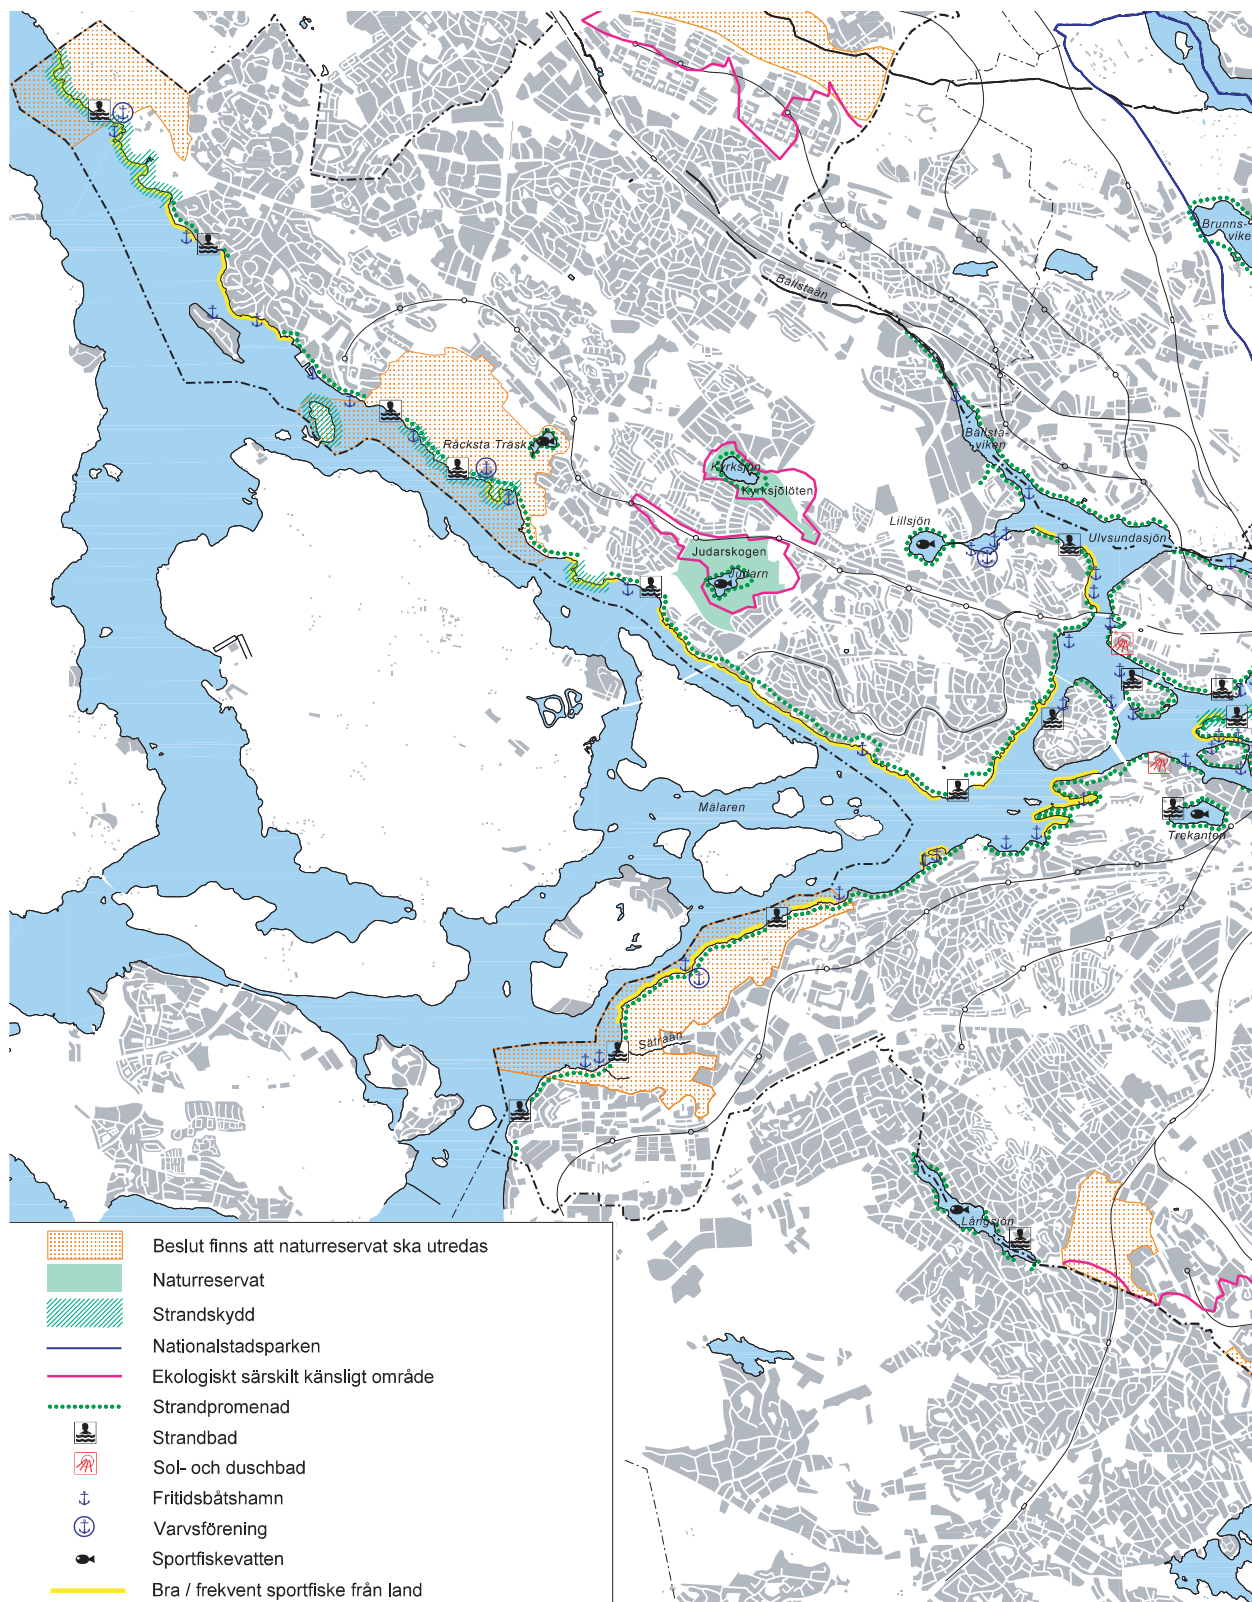 Brunns-
vike
Bällstaån
Bällsta-
viken
Råcksta Träsk
Kyrksjön
Kyrksjölöten
Lillsjön
Ulvsundasjön
Judarskogen
Judarn
Mälaren
Trekanten
Sätraån
Långsjön
Beslut finns att naturreservat ska utredas
Naturreservat
Strandskydd
Nationalstadsparken
Ekologiskt särskilt känsligt område
Strandpromenad
Strandbad
Sol- och duschbad
Fritidsbåtshamn
Varvsförening
Sportfiskevatten
Bra / frekvent sportfiske från land